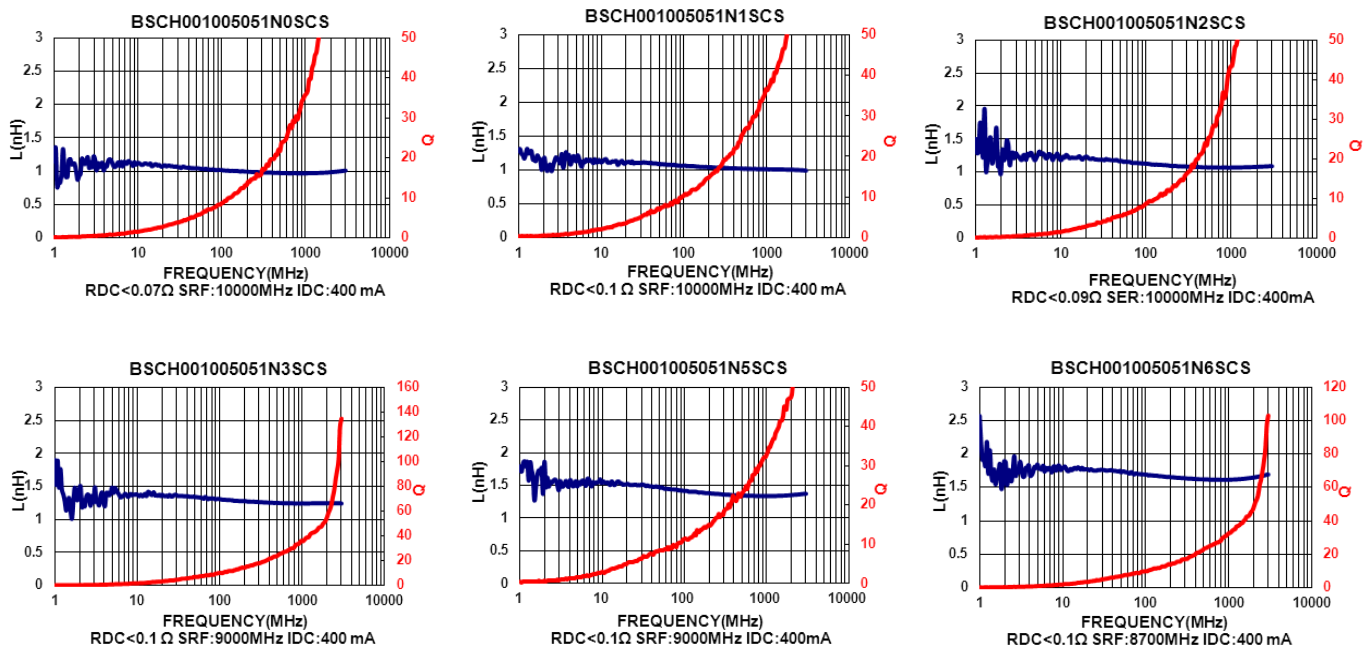 BSCH001005051N0SCS
3
2.5
2
1.5
1
0.5
0
L(nH)
50
40
30
20
10
0
Q
1 10 100 1000 10000
FREQUENCY(MHz)
RDC<0.07Ω SRF:10000MHz IDC:400 mA
BSCH001005051N1SCS
3
2.5
2
1.5
1
0.5
0
L(nH)
50
40
30
20
10
0
Q
1 10 100 1000 10000
FREQUENCY(MHz)
RDC<0.1 Ω SRF:10000MHz IDC:400 mA
BSCH001005051N2SCS
3
2.5
2
1.5
1
0.5
0
L(nH)
50
40
30
20
10
0
Q
1 10 100 1000 10000
FREQUENCY(MHz)
RDC<0.09Ω SER:10000MHz IDC:400mA
BSCH001005051N3SCS
3
2.5
2
1.5
1
0.5
0
L(nH)
160
140
120
100
80
60
40
20
0
Q
1 10 100 1000 10000
FREQUENCY(MHz)
RDC<0.1 Ω SRF:9000MHz IDC:400 mA
BSCH001005051N5SCS
3
2.5
2
1.5
1
0.5
0
L(nH)
50
40
30
20
10
0
Q
1 10 100 1000 10000
FREQUENCY(MHz)
RDC<0.1Ω SRF:9000MHz IDC:400mA
BSCH001005051N6SCS
3
2.5
2
1.5
1
0.5
0
L(nH)
120
100
80
60
40
20
0
Q
1 10 100 1000 10000
FREQUENCY(MHz)
RDC<0.1Ω SRF:8700MHz IDC:400 mA